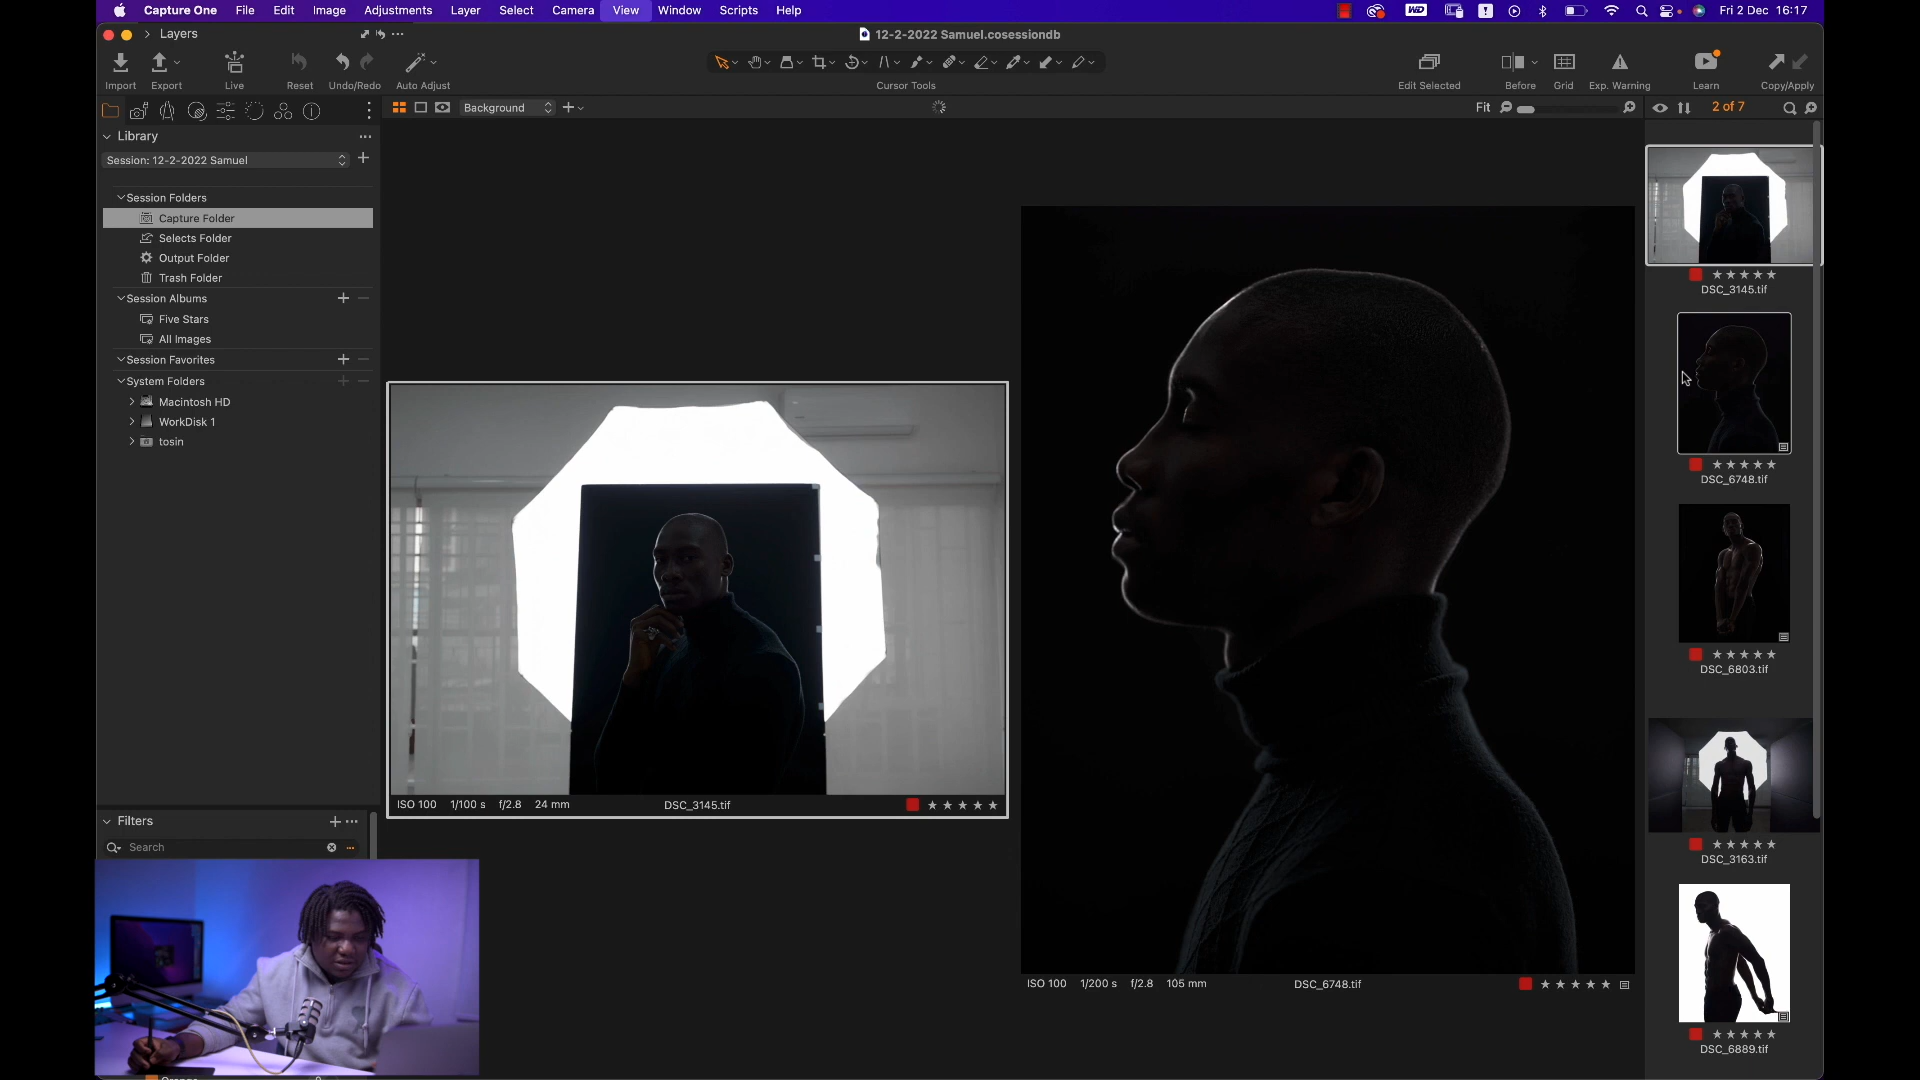 Capture One File Edit Image Adjustments Layer Select Camera View Window Scripts Help
WD Fri 2 Dec 16:17
Layers
12-2-2022 Samuel.cosessiondb
Import Export Live Reset Undo/Redo Auto Adjust
Cursor Tools
Edit Selected Before Grid Exp. Warning Learn Copy/Apply
Background
Fit
2 of 7
Library
Session: 12-2-2022 Samuel
Session Folders
Capture Folder
Selects Folder
Output Folder
Trash Folder
Session Albums
Five Stars
All Images
Session Favorites
System Folders
Macintosh HD
WorkDisk 1
tosin
Filters
Search
ISO 100 1/100 s f/2.8 24 mm DSC_3145.tif
ISO 100 1/200 s f/2.8 105 mm DSC_6748.tif
DSC_3145.tif
DSC_6748.tif
DSC_6803.tif
DSC_3163.tif
DSC_6889.tif